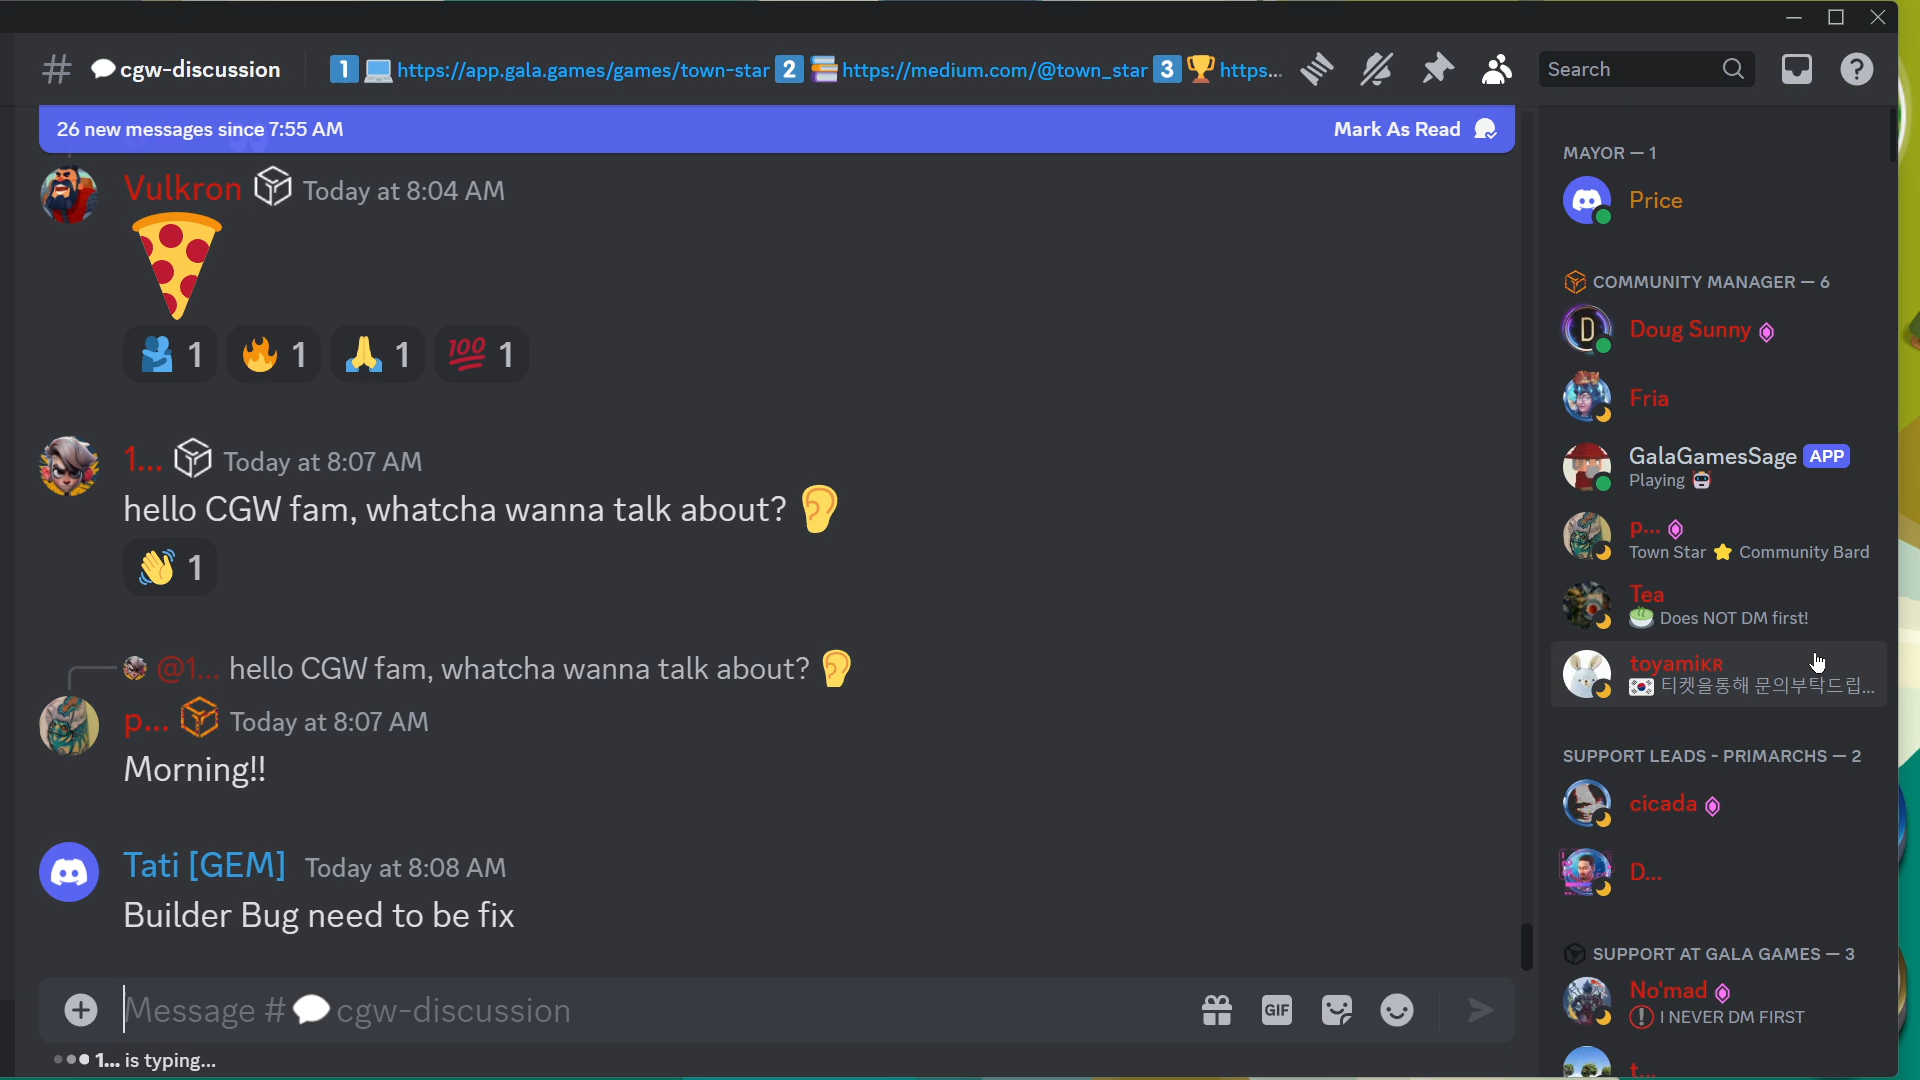 cgw-discussion
1 https://app.gala.games/games/town-star 2 https://medium.com/@town_star 3 https...
Search
26 new messages since 7:55 AM
Mark As Read
Vulkron Today at 8:04 AM
1 1 1 100 1
1... Today at 8:07 AM
hello CGW fam, whatcha wanna talk about?
1
@1... hello CGW fam, whatcha wanna talk about?
p... Today at 8:07 AM
Morning!!
Tati [GEM] Today at 8:08 AM
Builder Bug need to be fix
Message # cgw-discussion
GIF
1... is typing...
MAYOR — 1
Price
COMMUNITY MANAGER — 6
D
Doug Sunny
Fria
GalaGamesSage APP
Playing
p...
Town Star ⭐ Community Bard
Tea
Does NOT DM first!
toyamiKR
🇰🇷 티켓을통해 문의부탁드립...
SUPPORT LEADS - PRIMARCHS — 2
cicada
D...
SUPPORT AT GALA GAMES — 3
No'mad
! I NEVER DM FIRST
t...